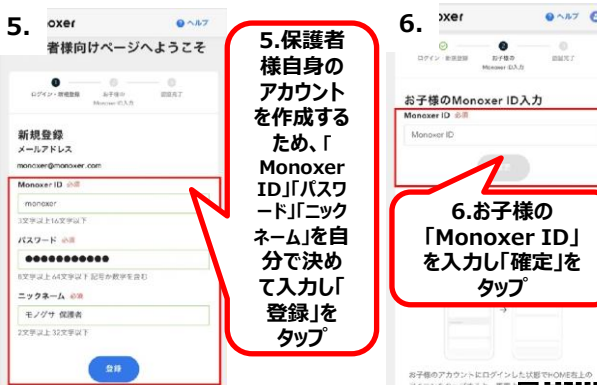 5.
oxer
ヘルプ
者様向けページへようこそ
1
2
3
ログイン・新規登録
お子様の
Monoxer ID入力
認証完了
新規登録
メールアドレス
monoxer@monoxer.com
Monoxer ID 必須
monoxer
3文字以上16文字以下
パスワード 必須
●●●●●●●●●●●
8文字以上64文字以下 記号か数字を含む
ニックネーム 必須
モノグサ 保護者
2文字以上32文字以下
登録
5.保護者
様自身の
アカウント
を作成する
ため、「
Monoxer
ID」「パスワ
ード」「ニック
ネーム」を自
分で決め
て入力し「
登録」を
タップ
6.
oxer
ヘルプ
ログイン・新規登録
2
お子様の
Monoxer ID入力
3
認証完了
お子様のMonoxer ID入力
Monoxer ID 必須
Monoxer ID
6.お子様の
「Monoxer ID」
を入力し「確定」を
タップ
お子様のアカウントにログインした状態でHOME右上の